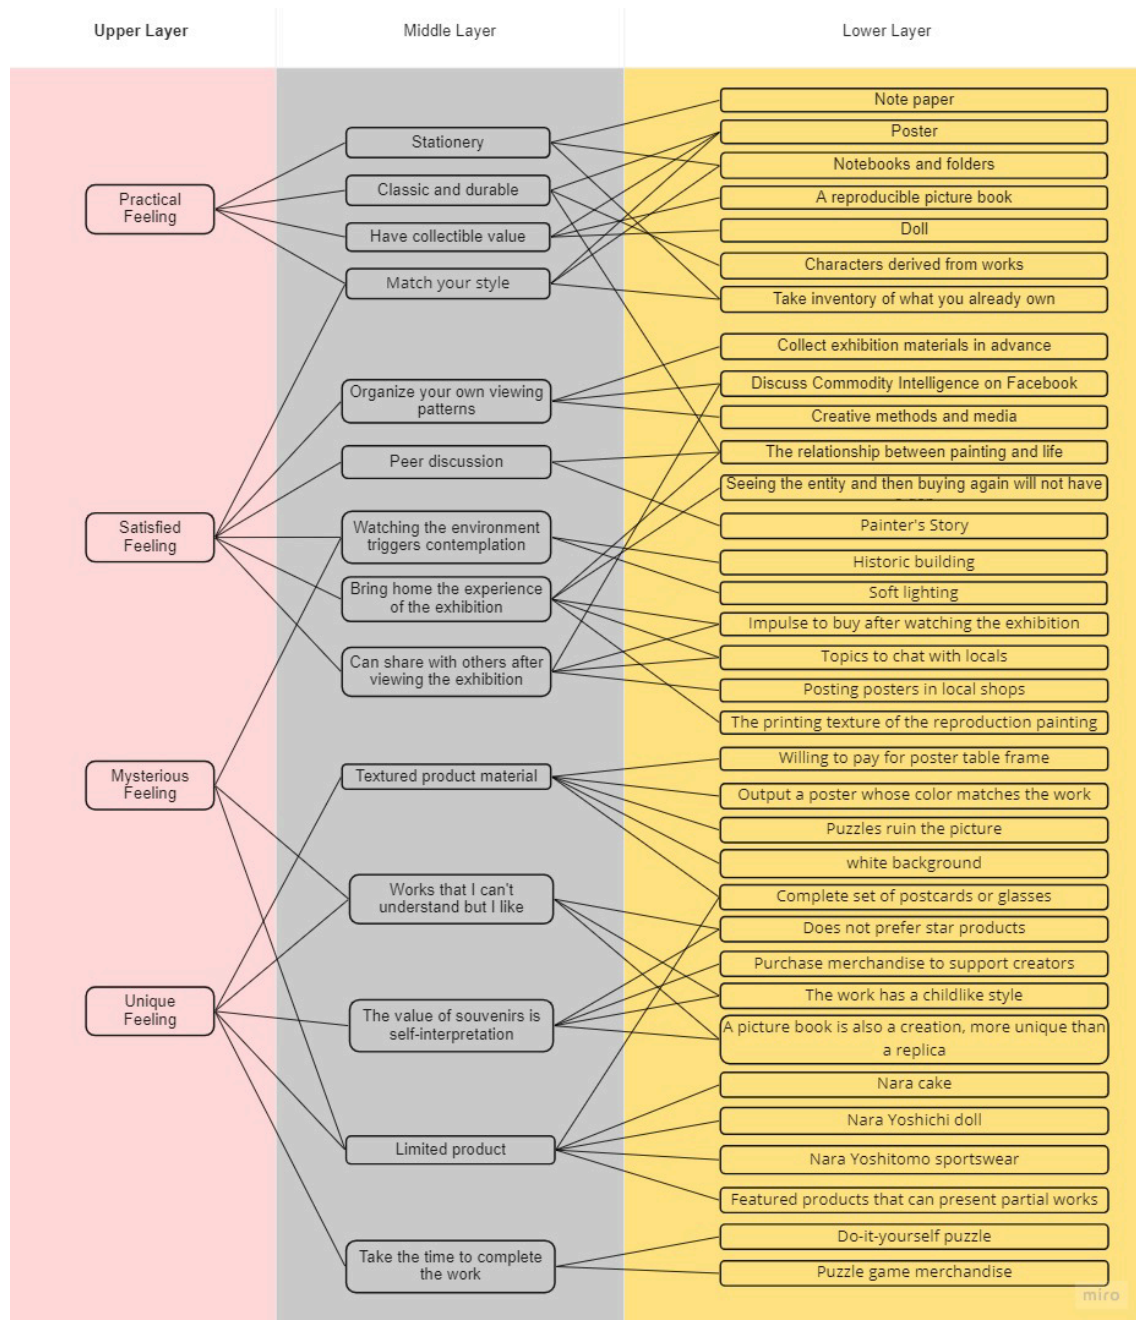 Upper Layer
Middle Layer
Lower Layer
Practical
Feeling
Satisfied
Feeling
Mysterious
Feeling
Unique
Feeling
Stationery
Classic and durable
Have collectible value
Match your style
Organize your own viewing
patterns
Peer discussion
Watching the environment
triggers contemplation
Bring home the experience
of the exhibition
Can share with others after
viewing the exhibition
Textured product material
Works that I can't
understand but I like
The value of souvenirs is
self-interpretation
Limited product
Take the time to complete
the work
Note paper
Poster
Notebooks and folders
A reproducible picture book
Doll
Characters derived from works
Take inventory of what you already own
Collect exhibition materials in advance
Discuss Commodity Intelligence on Facebook
Creative methods and media
The relationship between painting and life
Seeing the entity and then buying again will not have
Painter's Story
Historic building
Soft lighting
Impulse to buy after watching the exhibition
Topics to chat with locals
Posting posters in local shops
The printing texture of the reproduction painting
Willing to pay for poster table frame
Output a poster whose color matches the work
Puzzles ruin the picture
white background
Complete set of postcards or glasses
Does not prefer star products
Purchase merchandise to support creators
The work has a childlike style
A picture book is also a creation, more unique than
a replica
Nara cake
Nara Yoshichi doll
Nara Yoshitomo sportswear
Featured products that can present partial works
Do-it-yourself puzzle
Puzzle game merchandise
miro